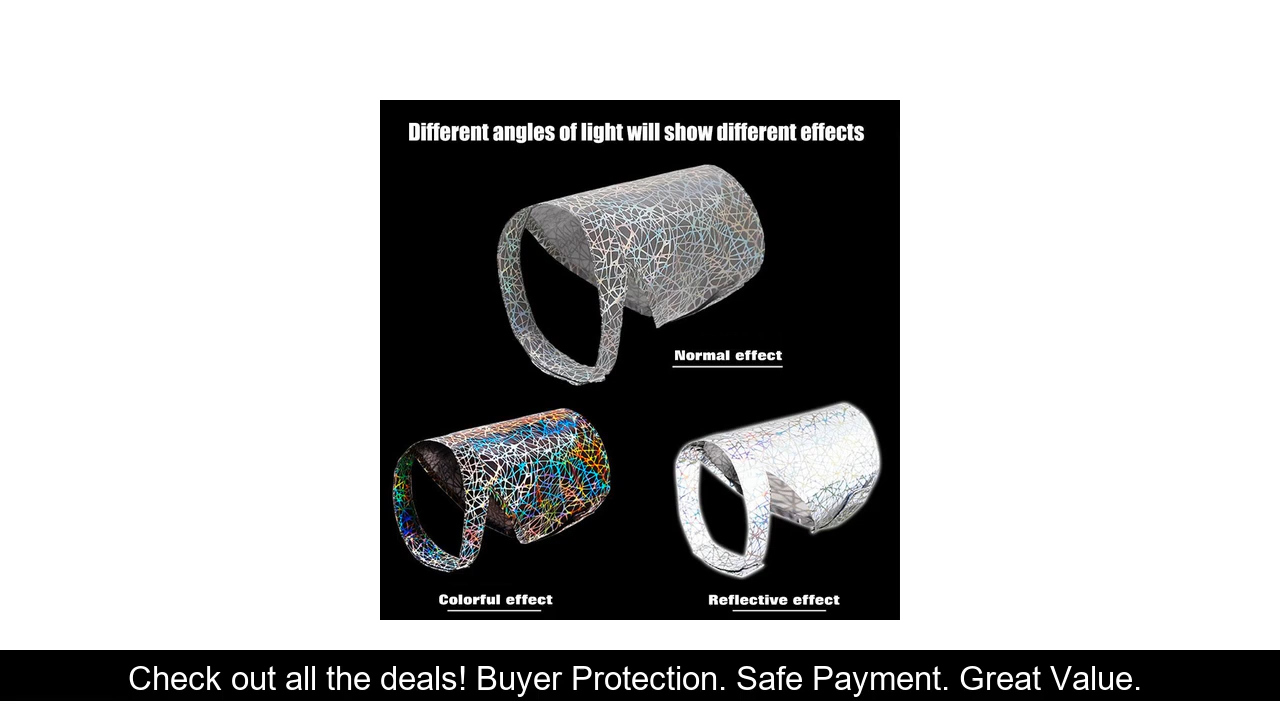 Different angles of light will show different effects
Normal effect
Colorful effect
Reflective effect
Check out all the deals! Buyer Protection. Safe Payment. Great Value.